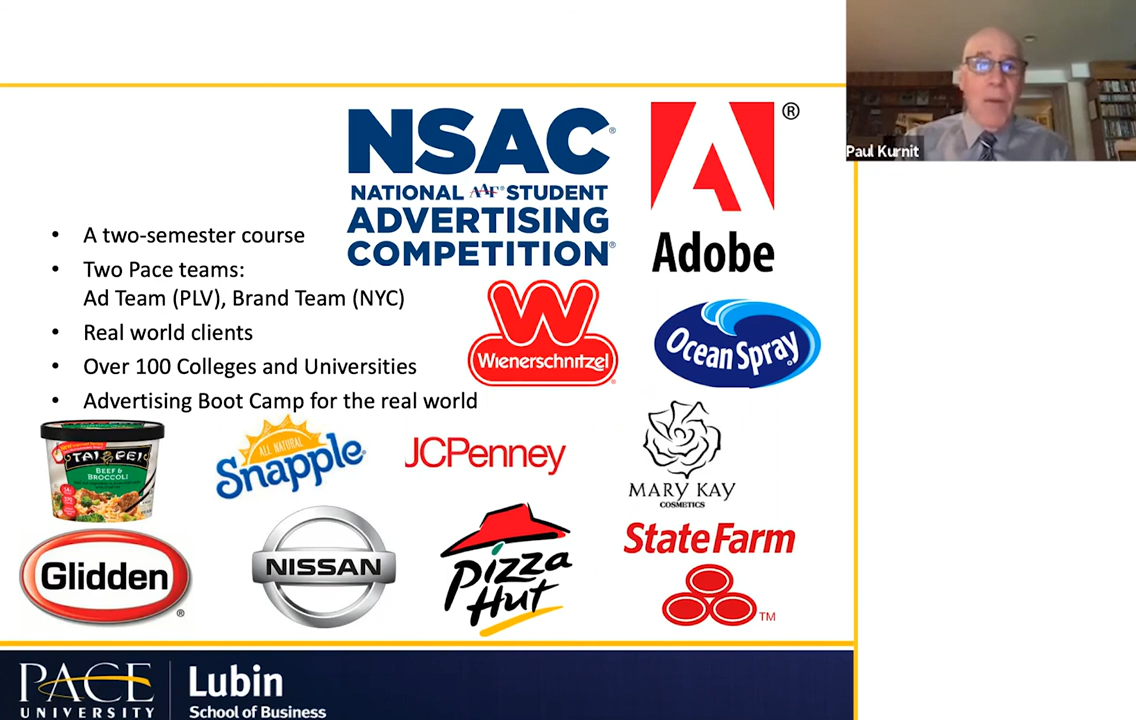 NSAC®
NATIONAL AAF® STUDENT
ADVERTISING
COMPETITION®
®
Adobe
Paul Kurnit
• A two-semester course
• Two Pace teams:
Ad Team (PLV), Brand Team (NYC)
• Real world clients
• Over 100 Colleges and Universities
• Advertising Boot Camp for the real world
Wienerschnitzel®
Ocean Spray®
TAI PEI
BEEF &
BROCCOLI
ALL NATURAL
Snapple
JCPenney
MARY KAY
COSMETICS
Glidden®
NISSAN
Pizza
Hut
State Farm
TM
PACE
UNIVERSITY
Lubin
School of Business